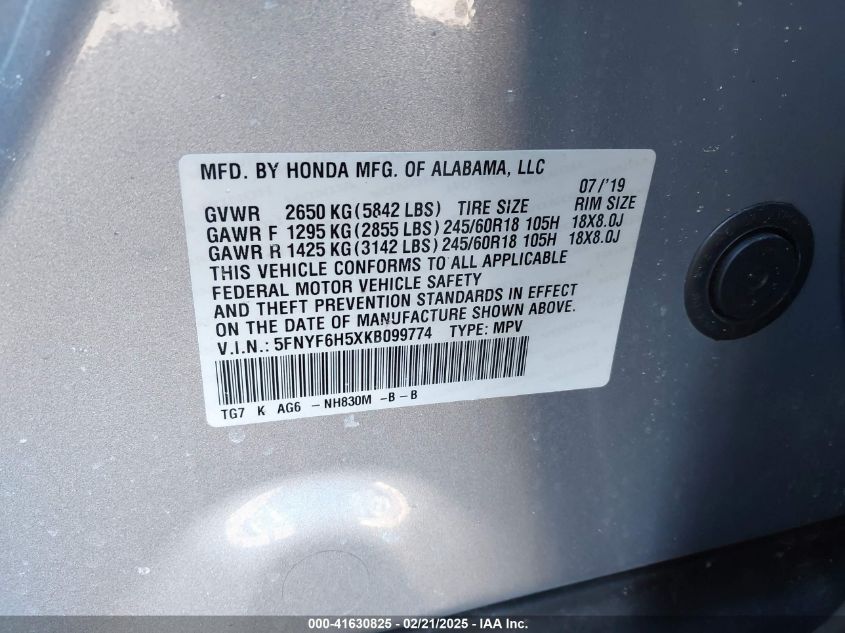 MFD. BY HONDA MFG. OF ALABAMA, LLC
07/'19
GVWR 2650 KG(5842 LBS) TIRE SIZE RIM SIZE
GAWR F 1295 KG(2855 LBS) 245/60R18 105H 18X8.0J
GAWR R 1425 KG(3142 LBS) 245/60R18 105H 18X8.0J
THIS VEHICLE CONFORMS TO ALL APPLICABLE
FEDERAL MOTOR VEHICLE SAFETY
AND THEFT PREVENTION STANDARDS IN EFFECT
ON THE DATE OF MANUFACTURE SHOWN ABOVE.
V.I.N.: 5FNYF6H5XKB099774 TYPE: MPV
TG7 K AG6 -NH830M -B-B
000-41630825 - 02/21/2025 - IAA Inc.